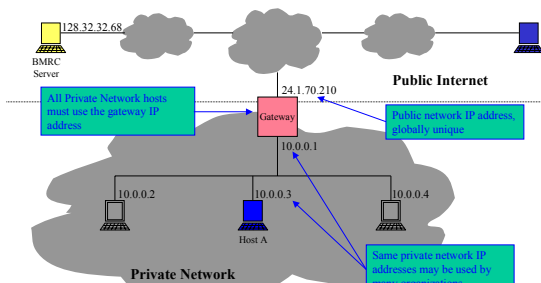 128.32.32.68
BMRC
Server
Public Internet
24.1.70.210
All Private Network hosts
must use the gateway IP
address
Gateway
Public network IP address,
globally unique
10.0.0.1
10.0.0.2
10.0.0.3
10.0.0.4
Host A
Same private network IP
addresses may be used by
many organizations
Private Network